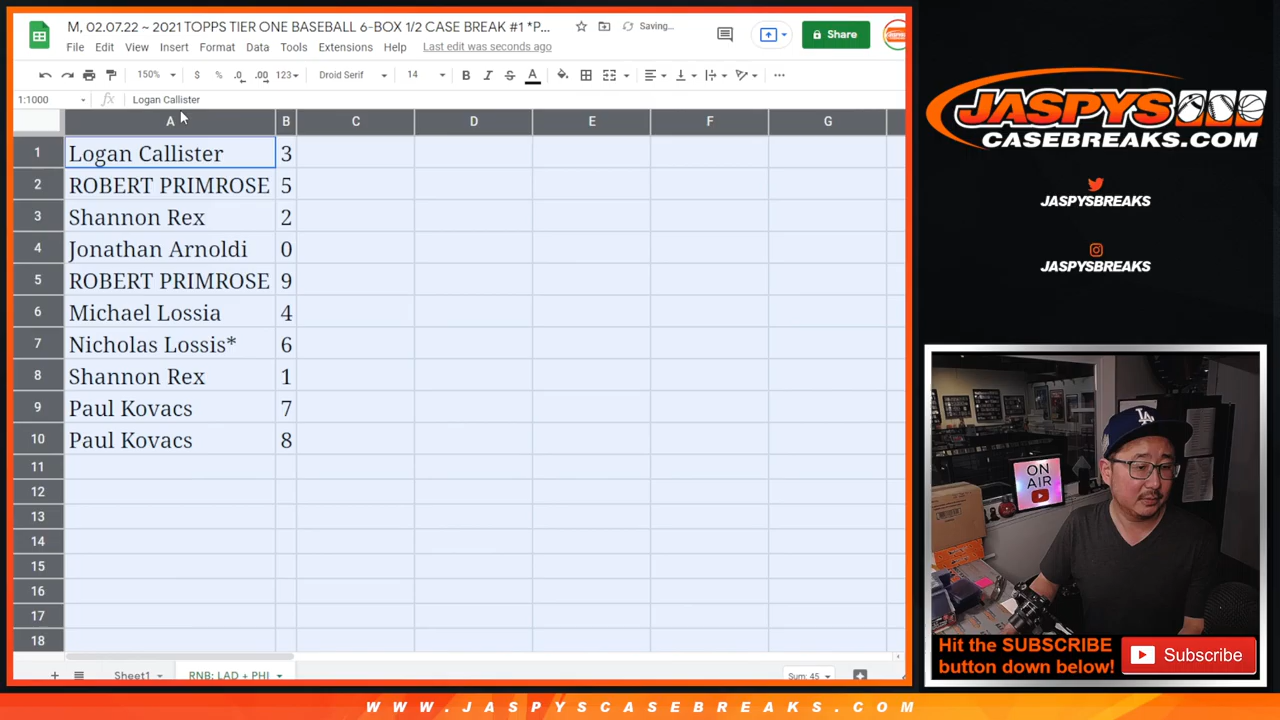 M, 02.07.22 ~ 2021 TOPPS TIER ONE BASEBALL 6-BOX 1/2 CASE BREAK #1 *P...
Saving...
Share
File Edit View Insert Format Data Tools Extensions Help Last edit was seconds ago
150% $ % .0 .00 123 Droid Serif 14 B I S A
1:1000 fx Logan Callister
A B C D E F G
1 Logan Callister 3
2 ROBERT PRIMROSE 5
3 Shannon Rex 2
4 Jonathan Arnoldi 0
5 ROBERT PRIMROSE 9
6 Michael Lossia 4
7 Nicholas Lossis* 6
8 Shannon Rex 1
9 Paul Kovacs 7
10 Paul Kovacs 8
11
12
13
14
15
16
17
18
Sheet1 RNB: LAD + PHI Sum: 45
JASPYS
CASEBREAKS.COM
JASPYSBREAKS
JASPYSBREAKS
LA
ON
AIR
Hit the SUBSCRIBE
button down below!
Subscribe
WWW.JASPYSCASEBREAKS.COM